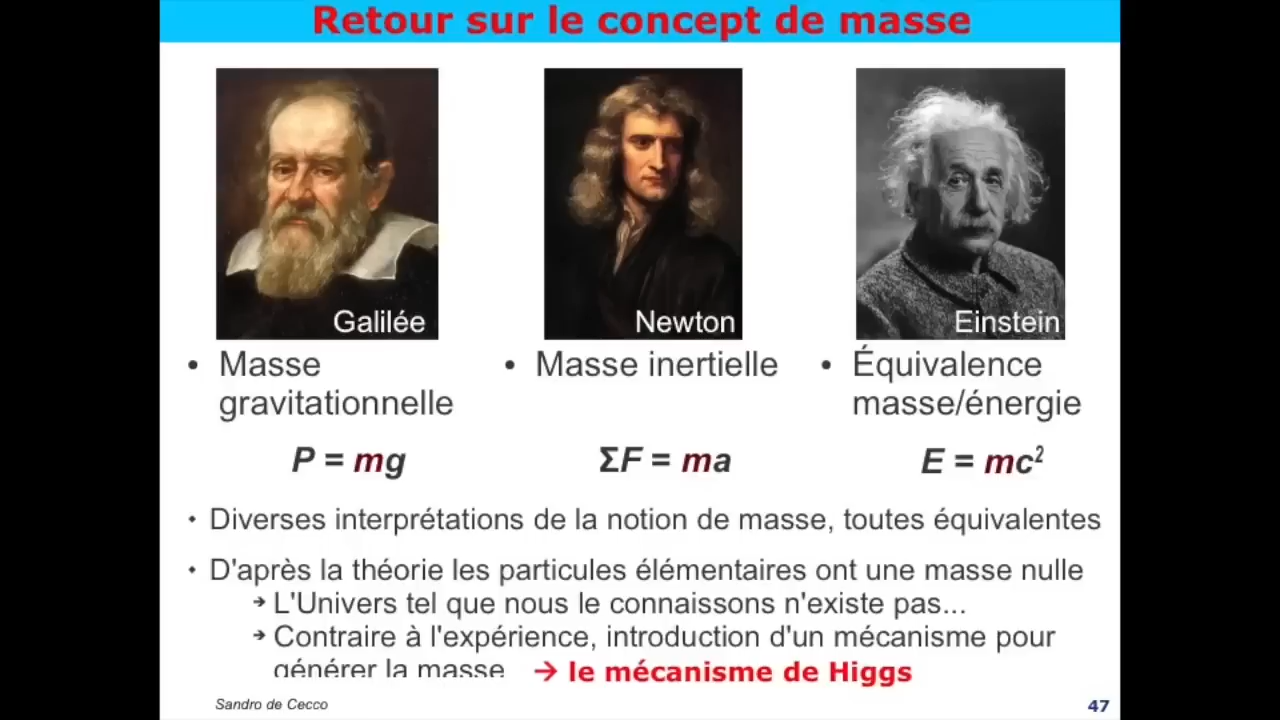 Retour sur le concept de masse
Galilée
Newton
Einstein
• Masse
gravitationnelle
• Masse inertielle
• Équivalence
masse/énergie
P = mg
ΣF = ma
E = mc²
• Diverses interprétations de la notion de masse, toutes équivalentes
• D'après la théorie les particules élémentaires ont une masse nulle
➔ L'Univers tel que nous le connaissons n'existe pas...
➔ Contraire à l'expérience, introduction d'un mécanisme pour
générer la masse → le mécanisme de Higgs
Sandro de Cecco
47